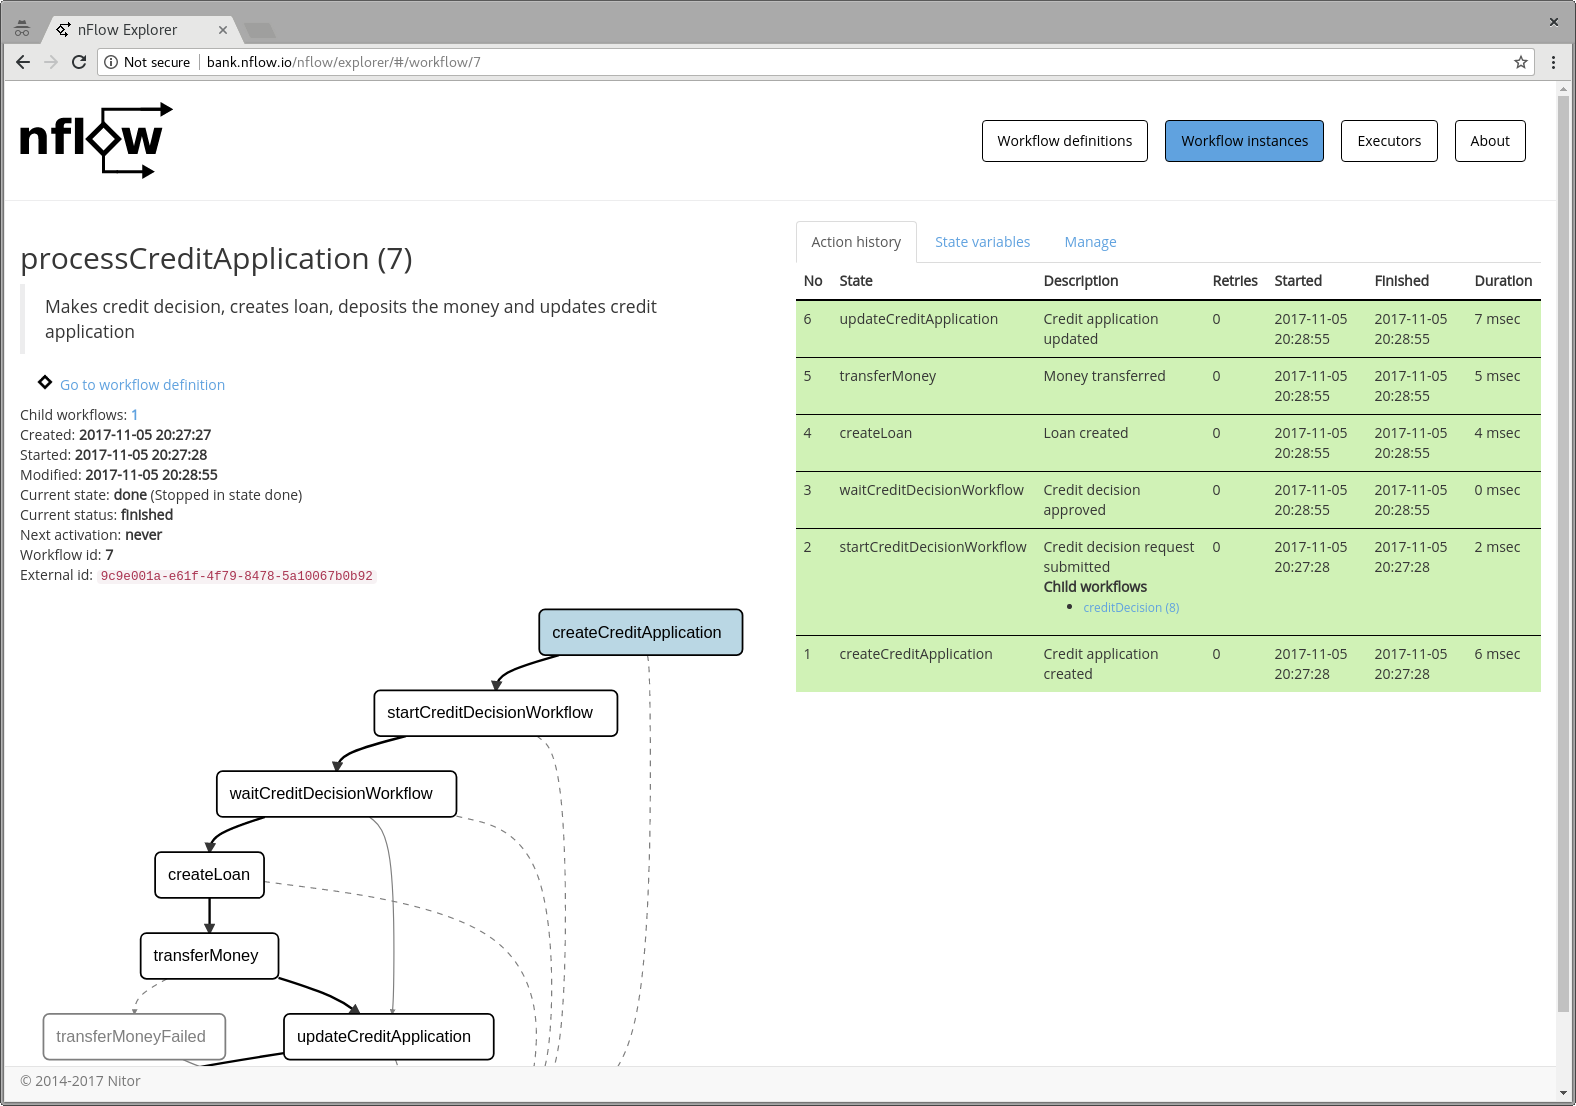 nFlow Explorer
Not secure bank.nflow.io/nflow/explorer/#/workflow/7
nflow
Workflow definitions Workflow instances Executors About
processCreditApplication (7)
Makes credit decision, creates loan, deposits the money and updates credit
application
Go to workflow definition
Child workflows: 1
Created: 2017-11-05 20:27:27
Started: 2017-11-05 20:27:28
Modified: 2017-11-05 20:28:55
Current state: done (Stopped in state done)
Current status: finished
Next activation: never
Workflow id: 7
External id: 9c9e001a-e61f-4f79-8478-5a10067b0b92
createCreditApplication
startCreditDecisionWorkflow
waitCreditDecisionWorkflow
createLoan
transferMoney
transferMoneyFailed updateCreditApplication
Action history State variables Manage
No State Description Retries Started Finished Duration
6 updateCreditApplication Credit application 0 2017-11-05 2017-11-05 7 msec
updated 20:28:55 20:28:55
5 transferMoney Money transferred 0 2017-11-05 2017-11-05 5 msec
20:28:55 20:28:55
4 createLoan Loan created 0 2017-11-05 2017-11-05 4 msec
20:28:55 20:28:55
3 waitCreditDecisionWorkflow Credit decision 0 2017-11-05 2017-11-05 0 msec
approved 20:28:55 20:28:55
2 startCreditDecisionWorkflow Credit decision request 0 2017-11-05 2017-11-05 2 msec
submitted 20:27:28 20:27:28
Child workflows
creditDecision (8)
1 createCreditApplication Credit application 0 2017-11-05 2017-11-05 6 msec
created 20:27:28 20:27:28
© 2014-2017 Nitor